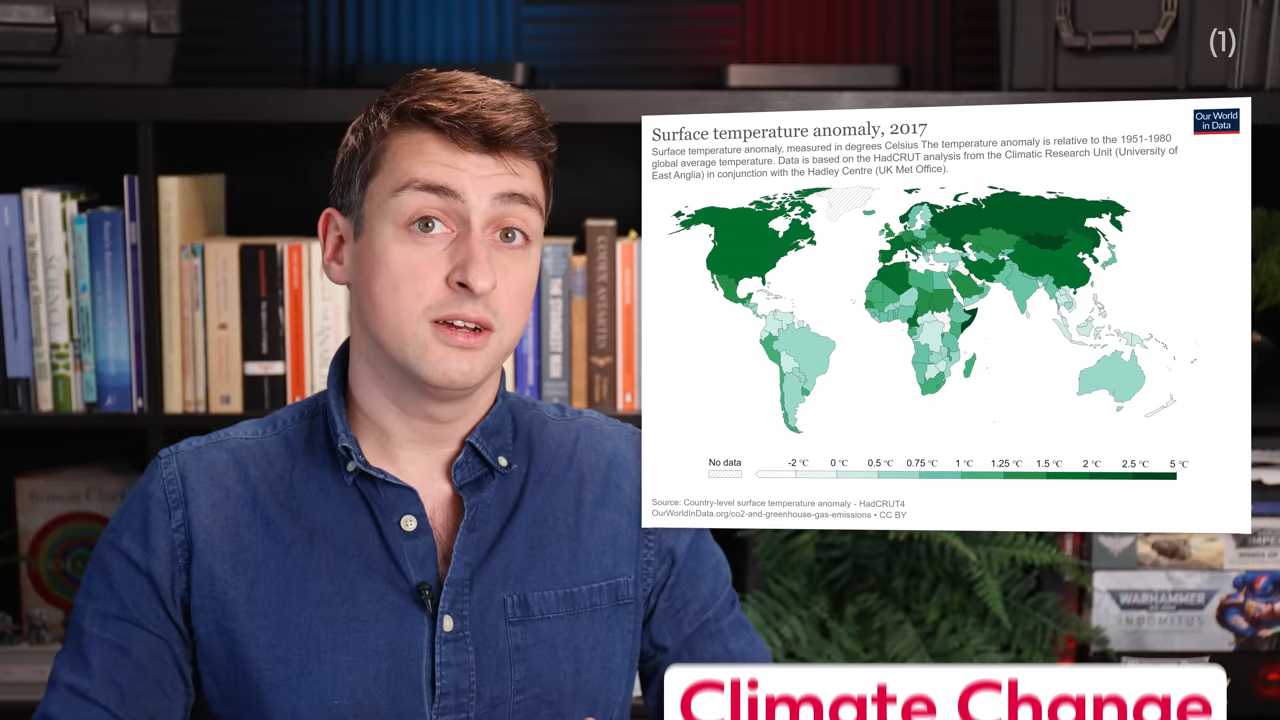 (1)
Our World
in Data
Surface temperature anomaly, 2017
Surface temperature anomaly, measured in degrees Celsius The temperature anomaly is relative to the 1951-1980
global average temperature. Data is based on the HadCRUT analysis from the Climatic Research Unit (University of
East Anglia) in conjunction with the Hadley Centre (UK Met Office).
No data
-2 °C 0 °C 0.5 °C 0.75 °C 1 °C 1.25 °C 1.5 °C 2 °C 2.5 °C 5 °C
Source: Country-level surface temperature anomaly - HadCRUT4
OurWorldInData.org/co2-and-greenhouse-gas-emissions • CC BY
CODEX ASTARTES
WARHAMMER
INDOMITUS
Climate Change